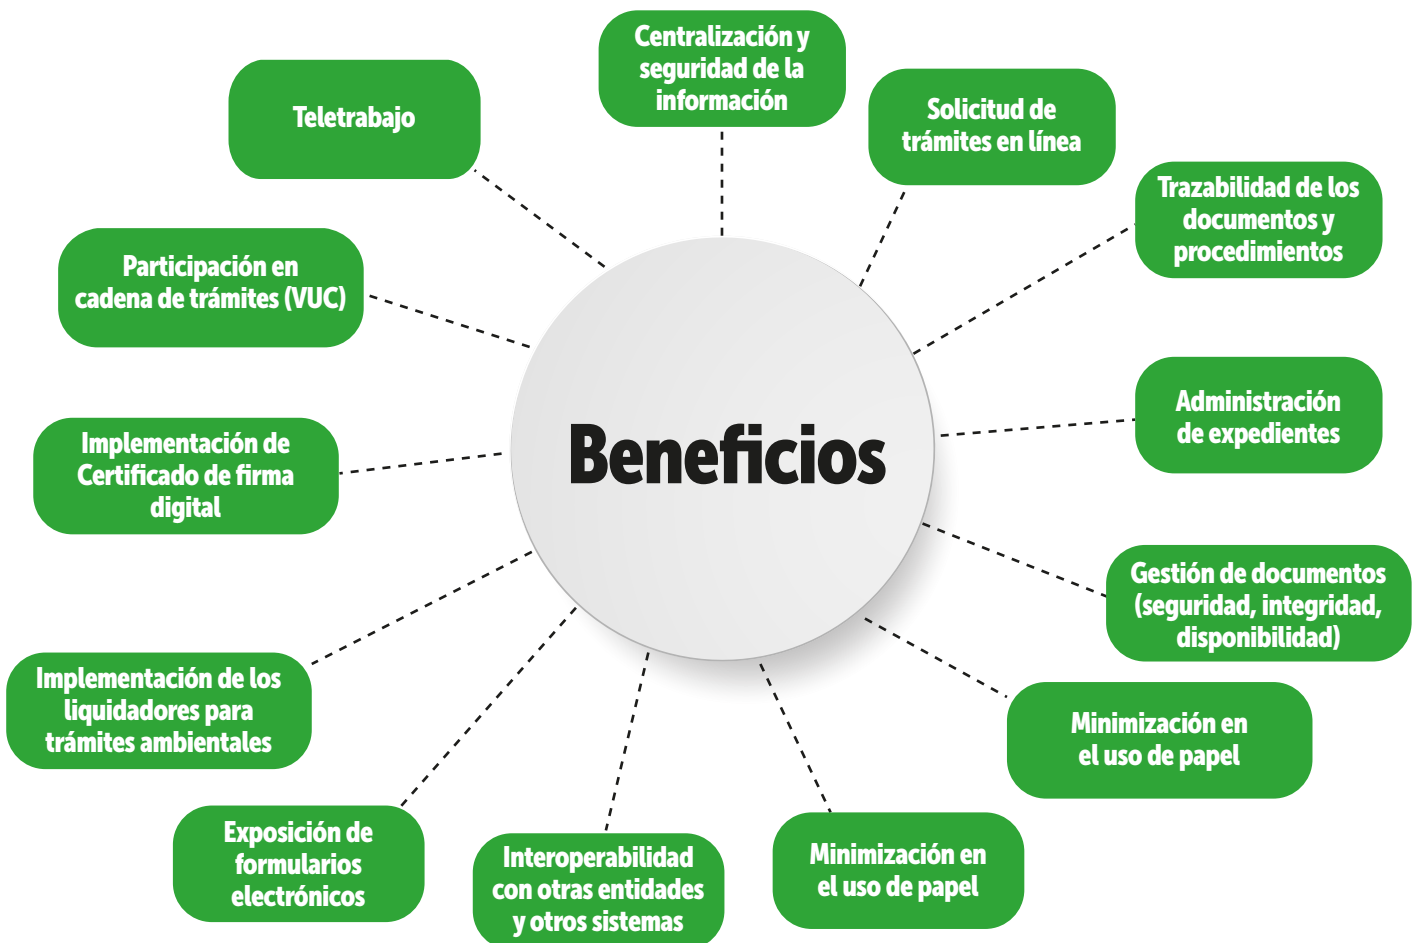 Centralización y
seguridad de la
información
Solicitud de
trámites en línea
Trazabilidad de los
documentos y
procedimientos
Administración
de expedientes
Gestión de documentos
(seguridad, integridad,
disponibilidad)
Minimización en
el uso de papel
Minimización en
el uso de papel
Interoperabilidad
con otras entidades
y otros sistemas
Exposición de
formularios
electrónicos
Implementación de los
liquidadores para
trámites ambientales
Implementación de
Certificado de firma
digital
Participación en
cadena de trámites (VUC)
Teletrabajo
Beneficios